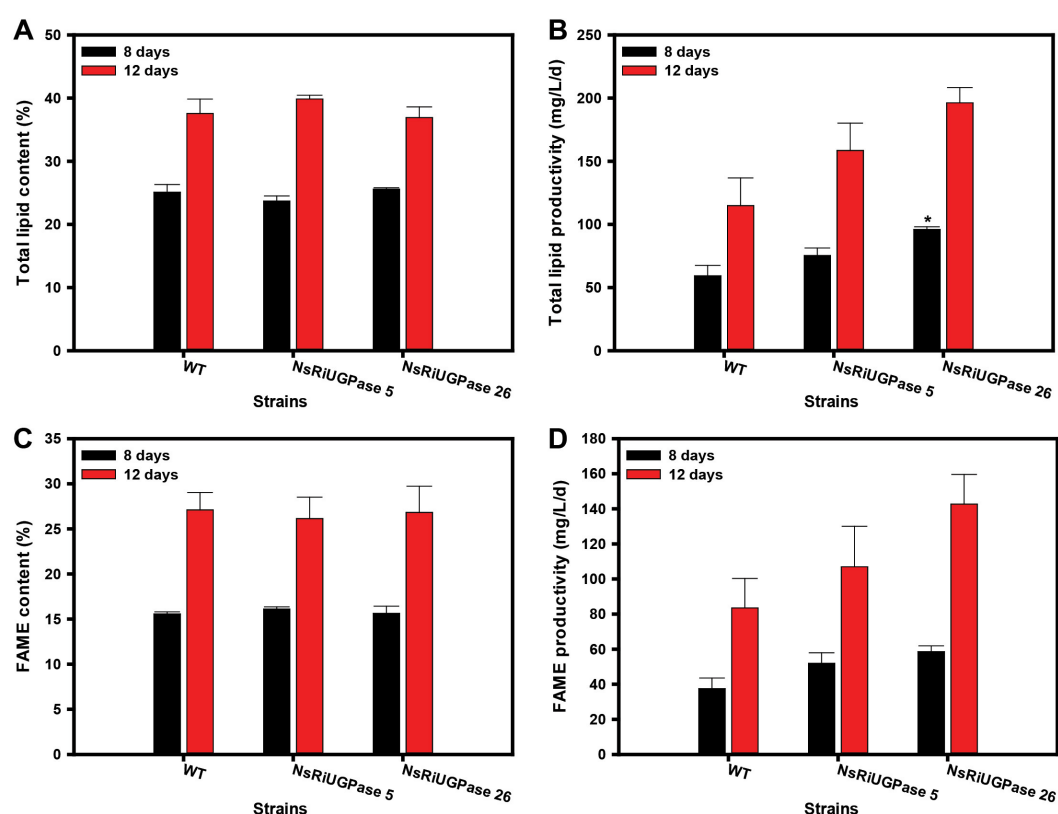 A
Total lipid content (%)
50
40
30
20
10
0
8 days
12 days
WT
NsRiUGPase 5
NsRiUGPase 26
Strains
B
Total lipid productivity (mg/L/d)
250
200
150
100
50
0
8 days
12 days
*
WT
NsRiUGPase 5
NsRiUGPase 26
Strains
C
FAME content (%)
35
30
25
20
15
10
5
0
8 days
12 days
WT
NsRiUGPase 5
NsRiUGPase 26
Strains
D
FAME productivity (mg/L/d)
180
160
140
120
100
80
60
40
20
0
8 days
12 days
WT
NsRiUGPase 5
NsRiUGPase 26
Strains